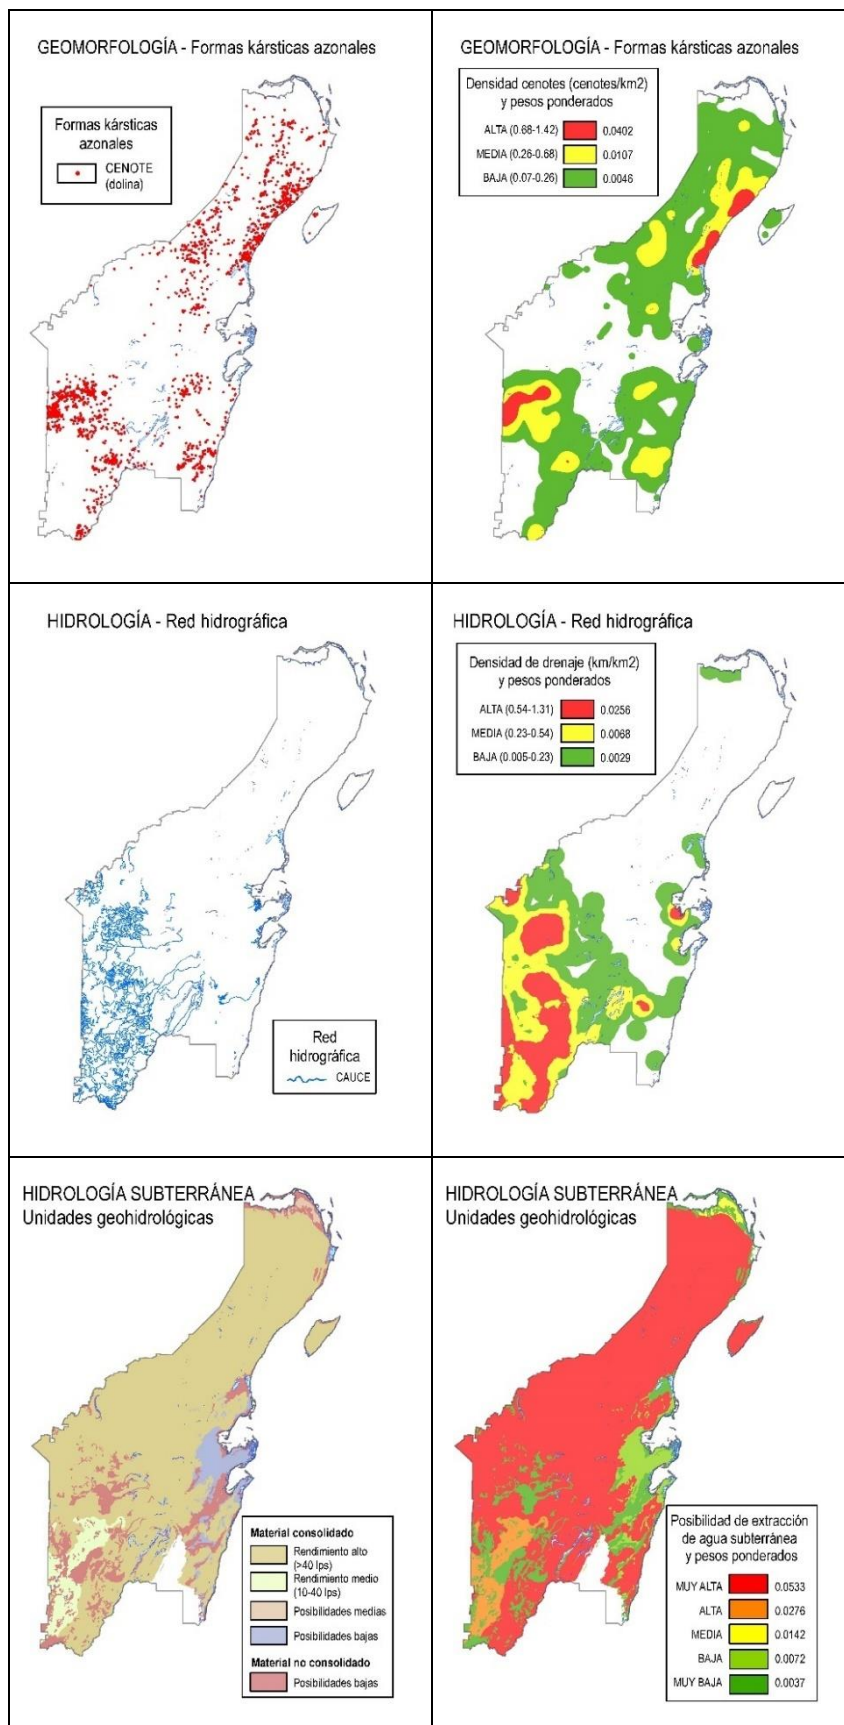 GEOMORFOLOGÍA - Formas kársticas azonales
Formas kársticas
azonales
CENOTE
(dolina)
GEOMORFOLOGÍA - Formas kársticas azonales
Densidad cenotes (cenotes/km2)
y pesos ponderados
ALTA (0.68-1.42) 0.0402
MEDIA (0.26-0.68) 0.0107
BAJA (0.07-0.26) 0.0046
HIDROLOGÍA - Red hidrográfica
Red
hidrográfica
CAUCE
HIDROLOGÍA - Red hidrográfica
Densidad de drenaje (km/km2)
y pesos ponderados
ALTA (0.54-1.31) 0.0256
MEDIA (0.23-0.54) 0.0068
BAJA (0.005-0.23) 0.0029
HIDROLOGÍA SUBTERRÁNEA
Unidades geohidrológicas
Material consolidado
Rendimiento alto
(>40 lps)
Rendimiento medio
(10-40 lps)
Posibilidades medias
Posibilidades bajas
Material no consolidado
Posibilidades bajas
HIDROLOGÍA SUBTERRÁNEA
Unidades geohidrológicas
Posibilidad de extracción
de agua subterránea
y pesos ponderados
MUY ALTA 0.0533
ALTA 0.0276
MEDIA 0.0142
BAJA 0.0072
MUY BAJA 0.0037